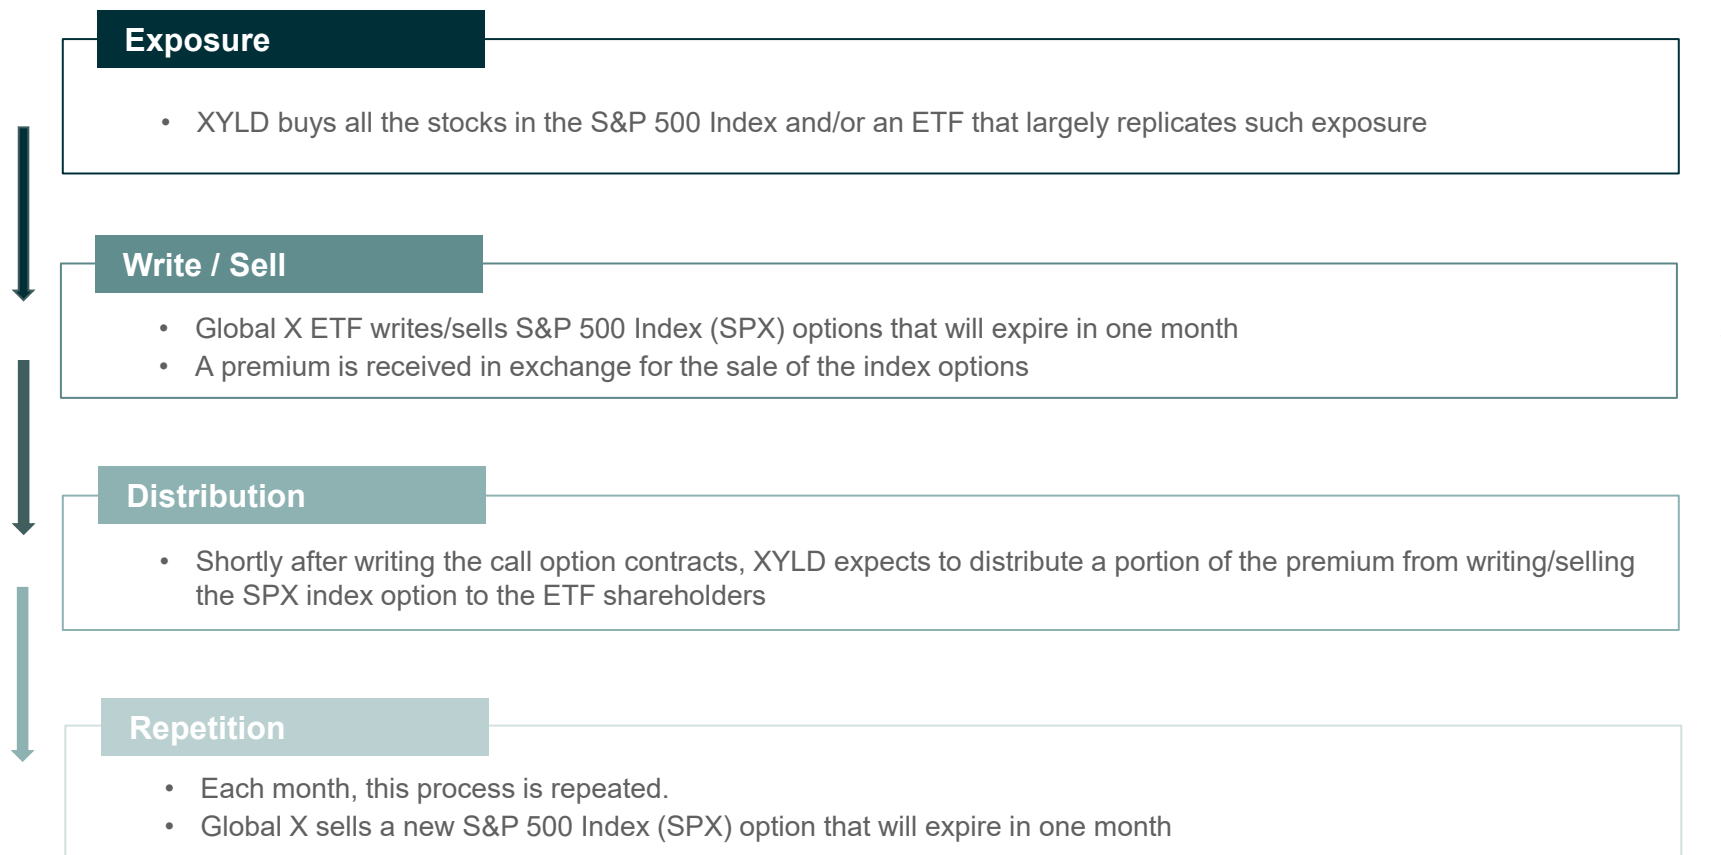 Exposure
• XYLD buys all the stocks in the S&P 500 Index and/or an ETF that largely replicates such exposure
Write / Sell
• Global X ETF writes/sells S&P 500 Index (SPX) options that will expire in one month
• A premium is received in exchange for the sale of the index options
Distribution
• Shortly after writing the call option contracts, XYLD expects to distribute a portion of the premium from writing/selling
the SPX index option to the ETF shareholders
Repetition
• Each month, this process is repeated.
• Global X sells a new S&P 500 Index (SPX) option that will expire in one month